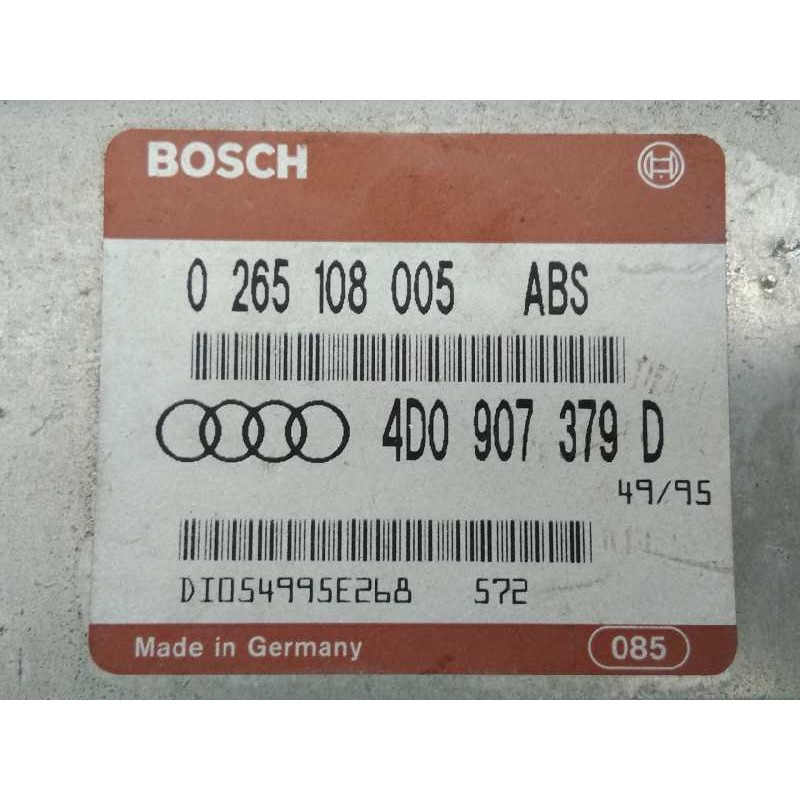 BOSCH
0 265 108 005 ABS
4D0 907 379 D
49/95
DI054995E268 572
Made in Germany 085